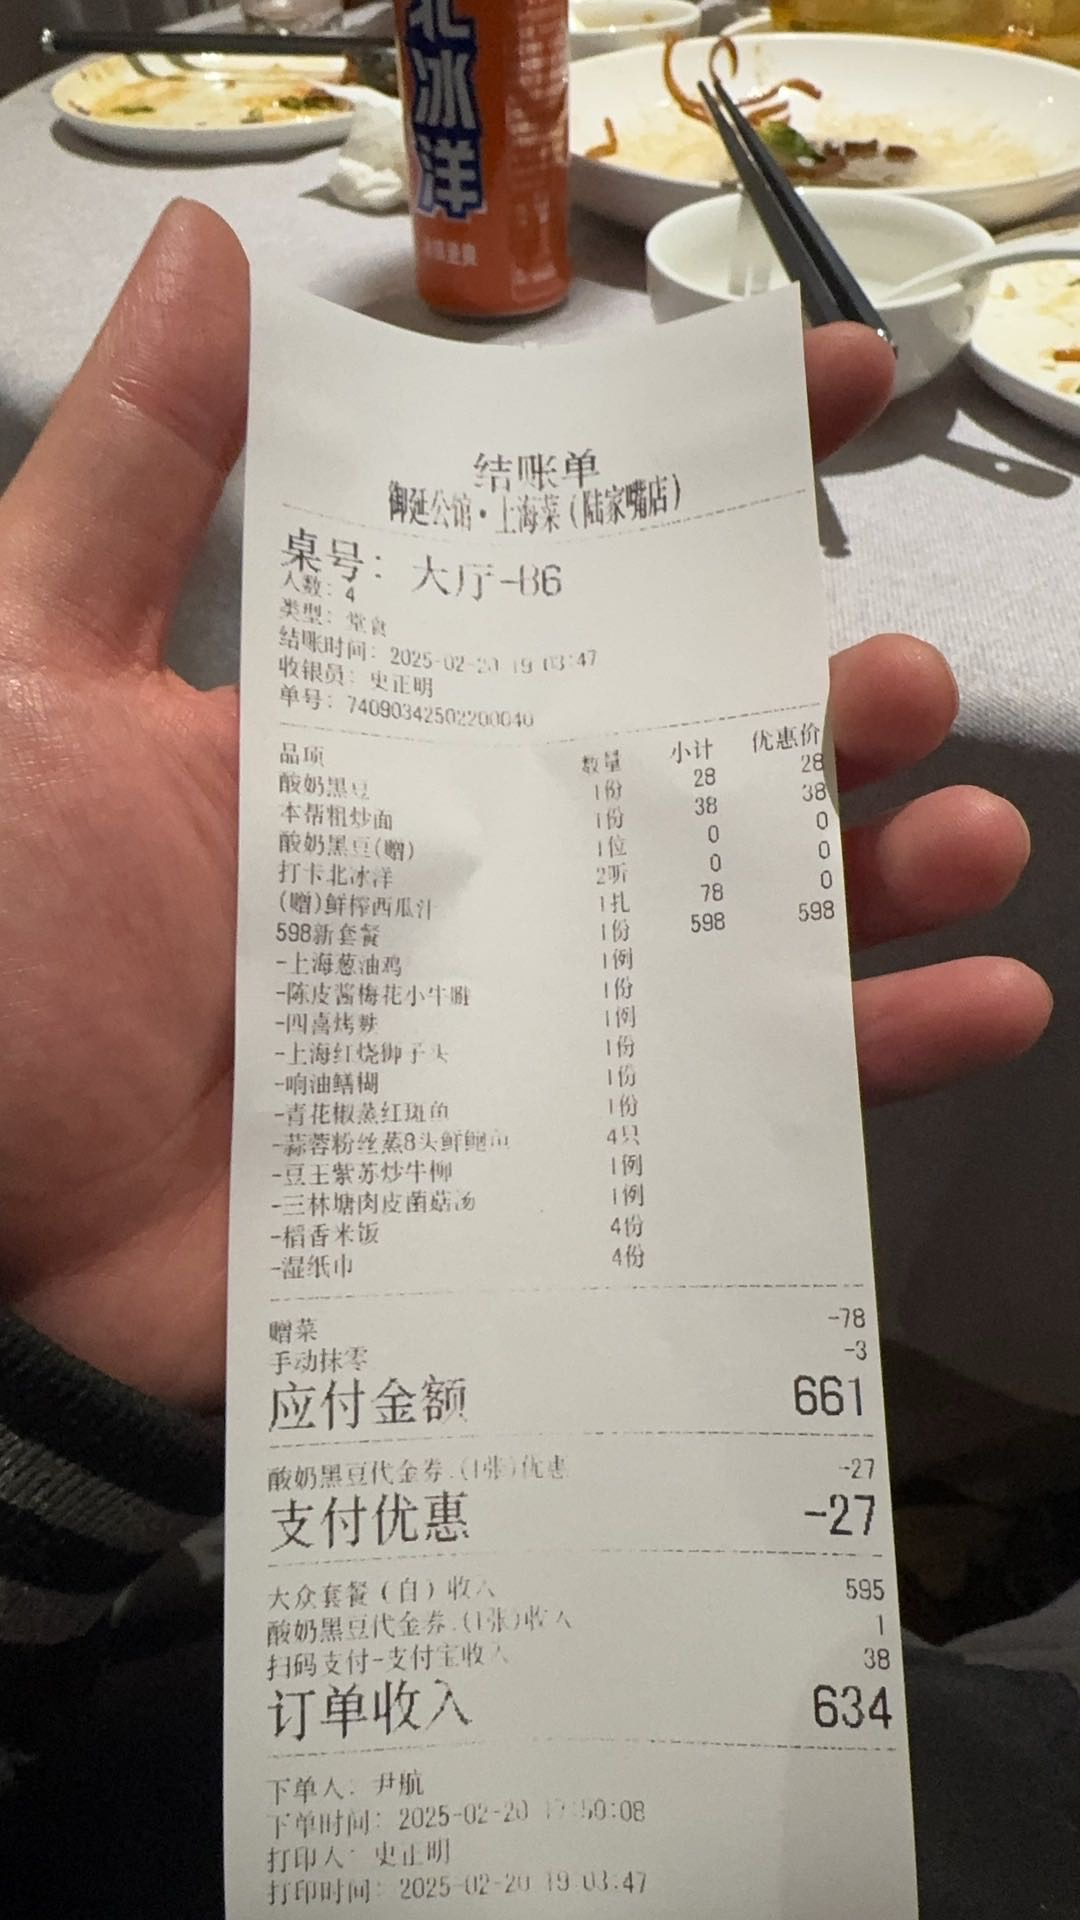 北冰洋
结账单
御延公馆·上海菜(陆家嘴店)
桌号: 大厅-B6
人数: 4
类型: 堂食
结账时间: 2025-02-20 19:03:47
收银员: 史正明
单号: 74090342502200040
品项 数量 小计 优惠价
酸奶黑豆 1份 28 28
本帮粗炒面 1份 38 38
酸奶黑豆(赠) 1位 0 0
打卡北冰洋 2听 0 0
(赠)鲜榨西瓜汁 1扎 78 0
598新套餐 1份 598 598
-上海葱油鸡 1例
-陈皮酱梅花小牛雕 1份
-四喜烤麸 1例
-上海红烧狮子头 1份
-响油鳝糊 1份
-青花椒蒸红斑鱼 1份
-蒜蓉粉丝蒸8头鲜鲍鱼 4只
-豆王紫苏炒牛柳 1例
-三林塘肉皮菌菇汤 1例
-稻香米饭 4份
-湿纸巾 4份
赠菜 -78
手动抹零 -3
应付金额 661
酸奶黑豆代金券.(1张)优惠 -27
支付优惠 -27
大众套餐(自)收入 595
酸奶黑豆代金券.(1张)收入 1
扫码支付-支付宝收入 38
订单收入 634
下单人: 尹航
下单时间: 2025-02-20 17:50:08
打印人: 史正明
打印时间: 2025-02-20 19:03:47